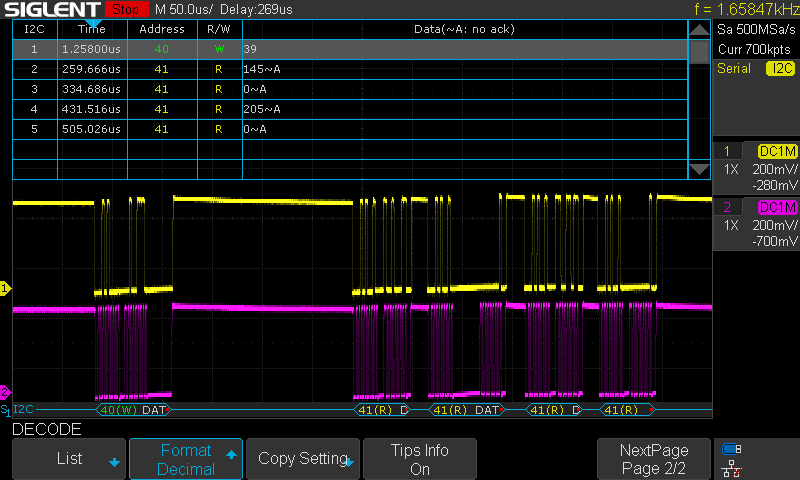 SIGLENT Stop M 50.0us/ Delay:269us f = 1.65847kHz
Sa 500MSa/s
Curr 700kpts
Serial I2C
I2C Time Address R/W Data(~A: no ack)
1 1.25800us 40 W 39
2 259.666us 41 R 145~A
3 334.686us 41 R 0~A
4 431.516us 41 R 205~A
5 505.026us 41 R 0~A
1 DC1M
1X 200mV/
-280mV
2 DC1M
1X 200mV/
-700mV
1
2
S1 I2C 40(W) DAT 41(R) D 41(R) DAT 41(R) D 41(R)
DECODE
List
Format
Decimal
Copy Setting
Tips Info
On
NextPage
Page 2/2